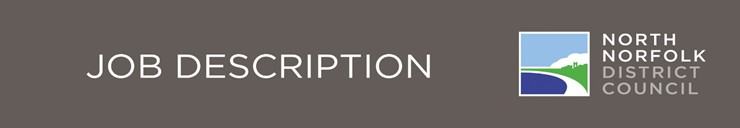 JOB DESCRIPTION
NORTH
NORFOLK
DISTRICT
COUNCIL